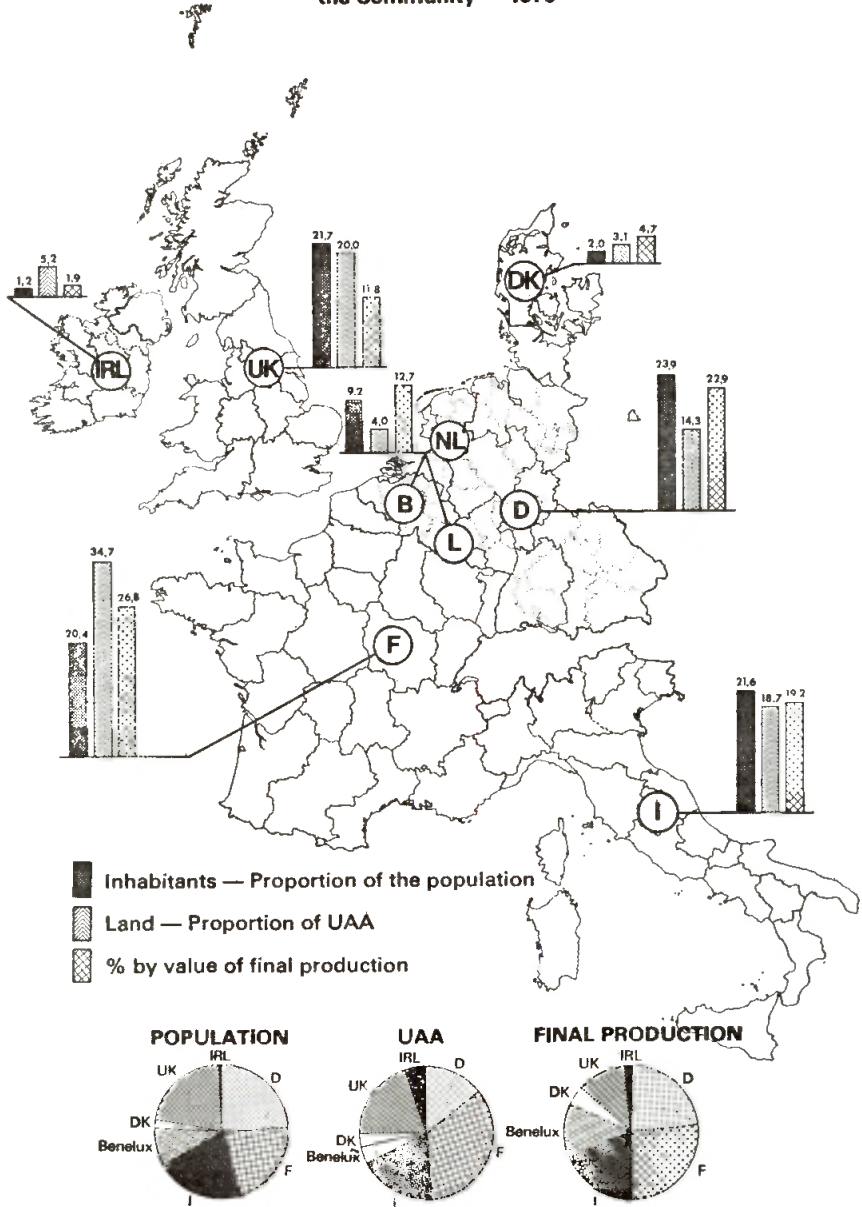 1,2
5,2
1.9
IRL
21,7
20,0
11 8
UK
2,0
3,1
4,7
DK
9.2
4,0
12,7
NL
B
L
23,9
14,3
22,9
D
20,4
34,7
26,8
F
21,6
18.7
19 2
I
Inhabitants — Proportion of the population
Land — Proportion of UAA
% by value of final production
POPULATION
IRL
UK
D
DK
Benelux
F
I
UAA
IRL
D
UK
DK
Benelux
F
I
FINAL PRODUCTION
IRL
UK
D
DK
Benelux
F
I